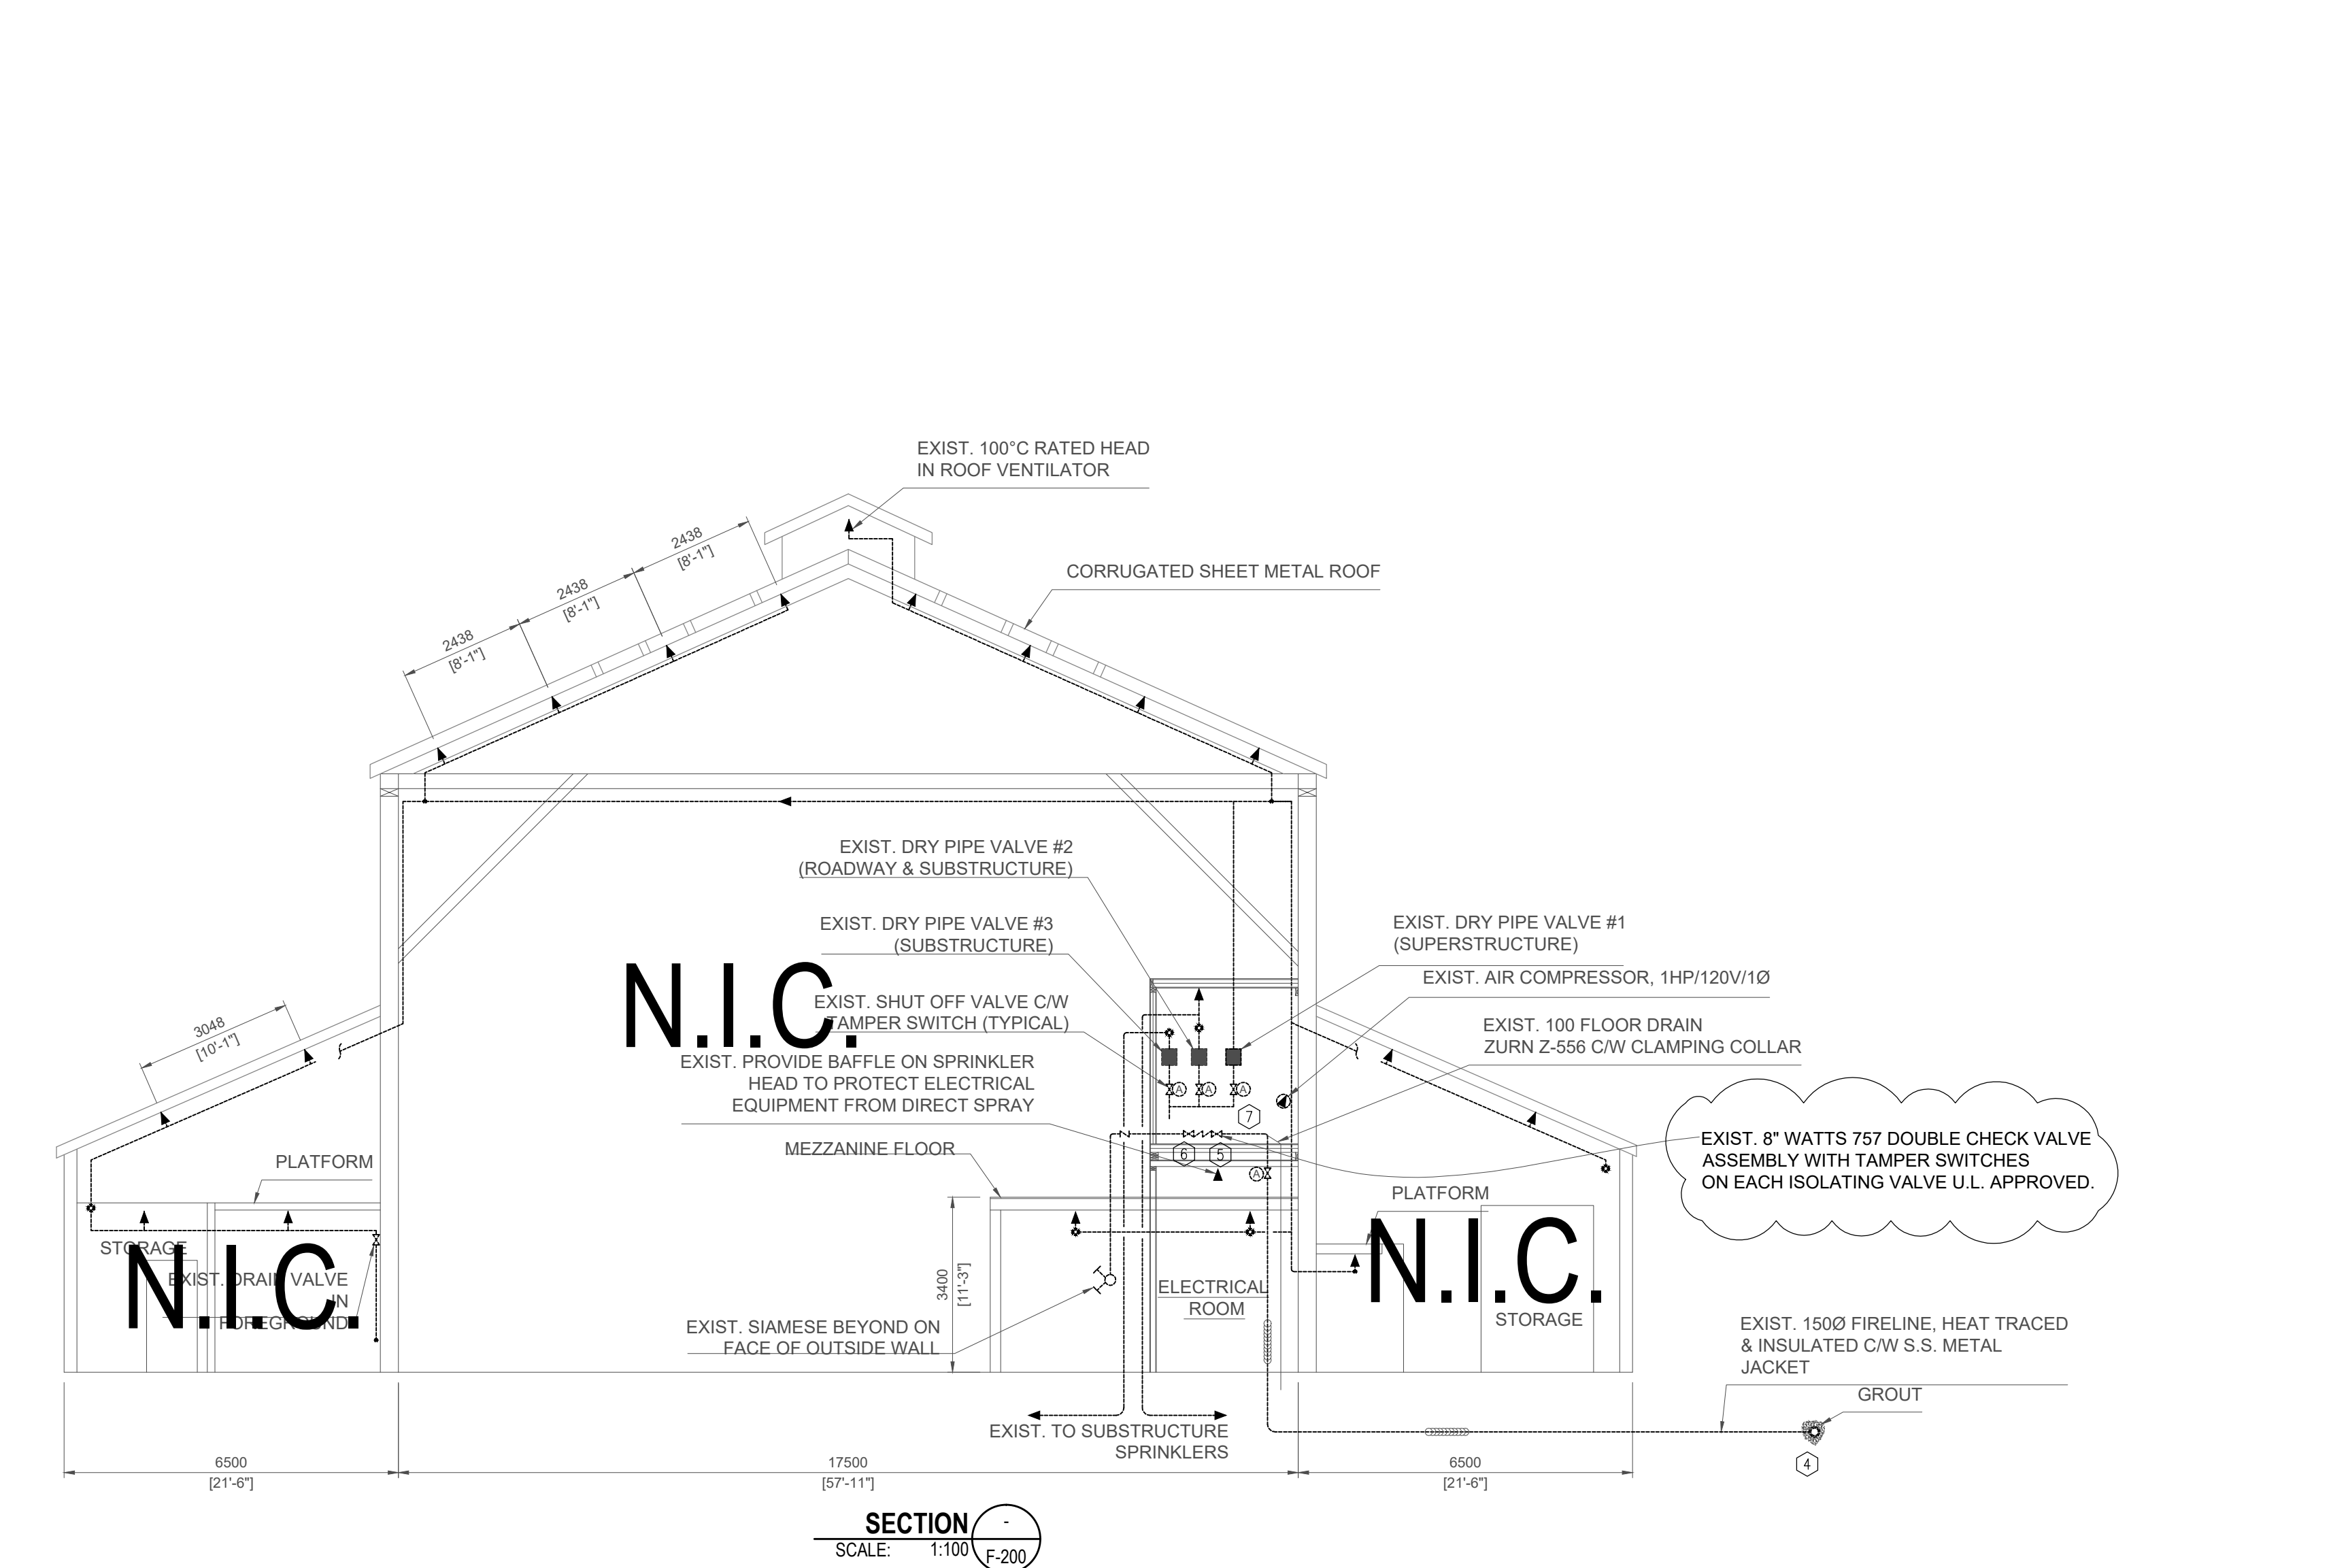 EXIST. 100°C RATED HEAD
IN ROOF VENTILATOR
2438
[8'-1"]
2438
[8'-1"]
2438
[8'-1"]
CORRUGATED SHEET METAL ROOF
EXIST. DRY PIPE VALVE #2
(ROADWAY & SUBSTRUCTURE)
EXIST. DRY PIPE VALVE #3
(SUBSTRUCTURE)
EXIST. DRY PIPE VALVE #1
(SUPERSTRUCTURE)
EXIST. AIR COMPRESSOR, 1HP/120V/1Ø
N.I.C.
EXIST. SHUT OFF VALVE C/W
TAMPER SWITCH (TYPICAL)
EXIST. 100 FLOOR DRAIN
ZURN Z-556 C/W CLAMPING COLLAR
3048
[10'-1"]
EXIST. PROVIDE BAFFLE ON SPRINKLER
HEAD TO PROTECT ELECTRICAL
EQUIPMENT FROM DIRECT SPRAY
A
A
A
7
MEZZANINE FLOOR
6
5
A
EXIST. 8" WATTS 757 DOUBLE CHECK VALVE
ASSEMBLY WITH TAMPER SWITCHES
ON EACH ISOLATING VALVE U.L. APPROVED.
PLATFORM
PLATFORM
STORAGE
N.I.C.
EXIST. DRAIN VALVE
IN
FOREGROUND
3400
[11'-3"]
ELECTRICAL
ROOM
N.I.C.
STORAGE
EXIST. SIAMESE BEYOND ON
FACE OF OUTSIDE WALL
EXIST. 150Ø FIRELINE, HEAT TRACED
& INSULATED C/W S.S. METAL
JACKET
GROUT
EXIST. TO SUBSTRUCTURE
SPRINKLERS
4
6500
[21'-6"]
17500
[57'-11"]
6500
[21'-6"]
SECTION
SCALE: 1:100
-
F-200